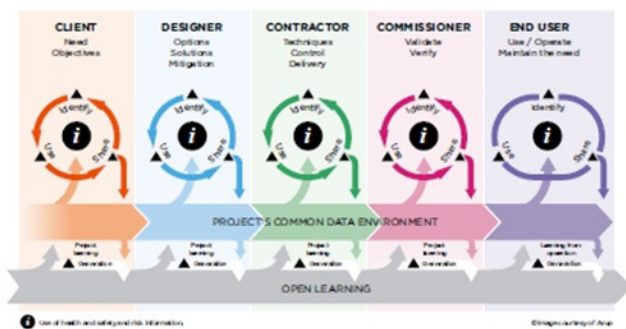 CLIENT
Need
Objectives
DESIGNER
Options
Solutions
Mitigation
CONTRACTOR
Techniques
Control
Delivery
COMMISSIONER
Validate
Verify
END USER
Use / Operate
Maintain the need
Identify
Use
Share
i
Identify
Use
Share
i
Identify
Use
Share
i
Identify
Use
Share
i
Identify
Use
Share
i
PROJECT'S COMMON DATA ENVIRONMENT
Project
learning
Generation
Project
learning
Generation
Project
learning
Generation
Project
learning
Generation
Learning from
operation
Generation
OPEN LEARNING
i Use of health and safety and risk information.
©Images courtesy of Arup